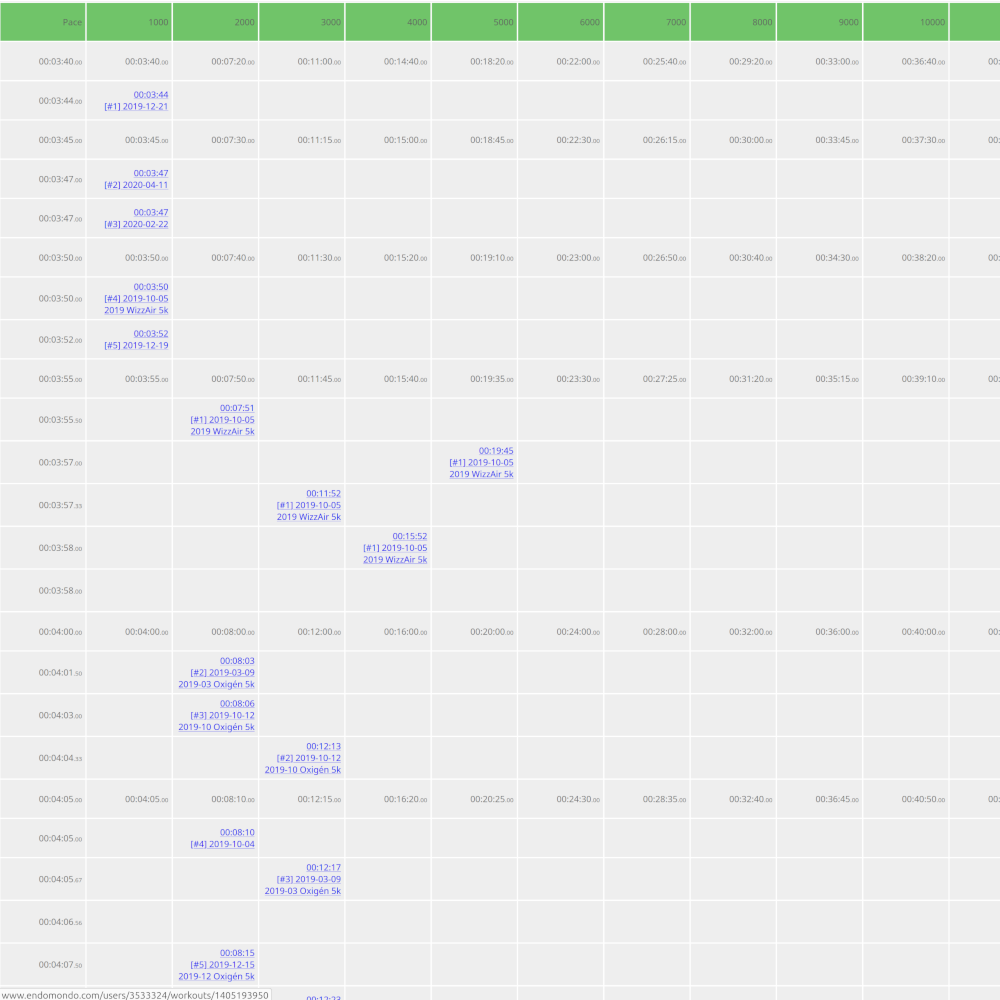 Pace 1000 2000 3000 4000 5000 6000 7000 8000 9000 10000
00:03:40.00 00:03:40.00 00:07:20.00 00:11:00.00 00:14:40.00 00:18:20.00 00:22:00.00 00:25:40.00 00:29:20.00 00:33:00.00 00:36:40.00 00:
00:03:44.00 00:03:44
[#1] 2019-12-21
00:03:45.00 00:03:45.00 00:07:30.00 00:11:15.00 00:15:00.00 00:18:45.00 00:22:30.00 00:26:15.00 00:30:00.00 00:33:45.00 00:37:30.00 00:
00:03:47.00 00:03:47
[#2] 2020-04-11
00:03:47.00 00:03:47
[#3] 2020-02-22
00:03:50.00 00:03:50.00 00:07:40.00 00:11:30.00 00:15:20.00 00:19:10.00 00:23:00.00 00:26:50.00 00:30:40.00 00:34:30.00 00:38:20.00 00:
00:03:50.00 00:03:50
[#4] 2019-10-05
2019 WizzAir 5k
00:03:52.00 00:03:52
[#5] 2019-12-19
00:03:55.00 00:03:55.00 00:07:50.00 00:11:45.00 00:15:40.00 00:19:35.00 00:23:30.00 00:27:25.00 00:31:20.00 00:35:15.00 00:39:10.00 00:
00:03:55.50 00:07:51
[#1] 2019-10-05
2019 WizzAir 5k
00:03:57.00 00:19:45
[#1] 2019-10-05
2019 WizzAir 5k
00:03:57.33 00:11:52
[#1] 2019-10-05
2019 WizzAir 5k
00:03:58.00 00:15:52
[#1] 2019-10-05
2019 WizzAir 5k
00:03:58.00
00:04:00.00 00:04:00.00 00:08:00.00 00:12:00.00 00:16:00.00 00:20:00.00 00:24:00.00 00:28:00.00 00:32:00.00 00:36:00.00 00:40:00.00 00:
00:04:01.50 00:08:03
[#2] 2019-03-09
2019-03 Oxigén 5k
00:04:03.00 00:08:06
[#3] 2019-10-12
2019-10 Oxigén 5k
00:04:04.33 00:12:13
[#2] 2019-10-12
2019-10 Oxigén 5k
00:04:05.00 00:04:05.00 00:08:10.00 00:12:15.00 00:16:20.00 00:20:25.00 00:24:30.00 00:28:35.00 00:32:40.00 00:36:45.00 00:40:50.00 00:
00:04:05.00 00:08:10
[#4] 2019-10-04
00:04:05.67 00:12:17
[#3] 2019-03-09
2019-03 Oxigén 5k
00:04:06.56
00:04:07.50 00:08:15
[#5] 2019-12-15
2019-12 Oxigén 5k
www.endomondo.com/users/3533324/workouts/1405193950
00:12:23